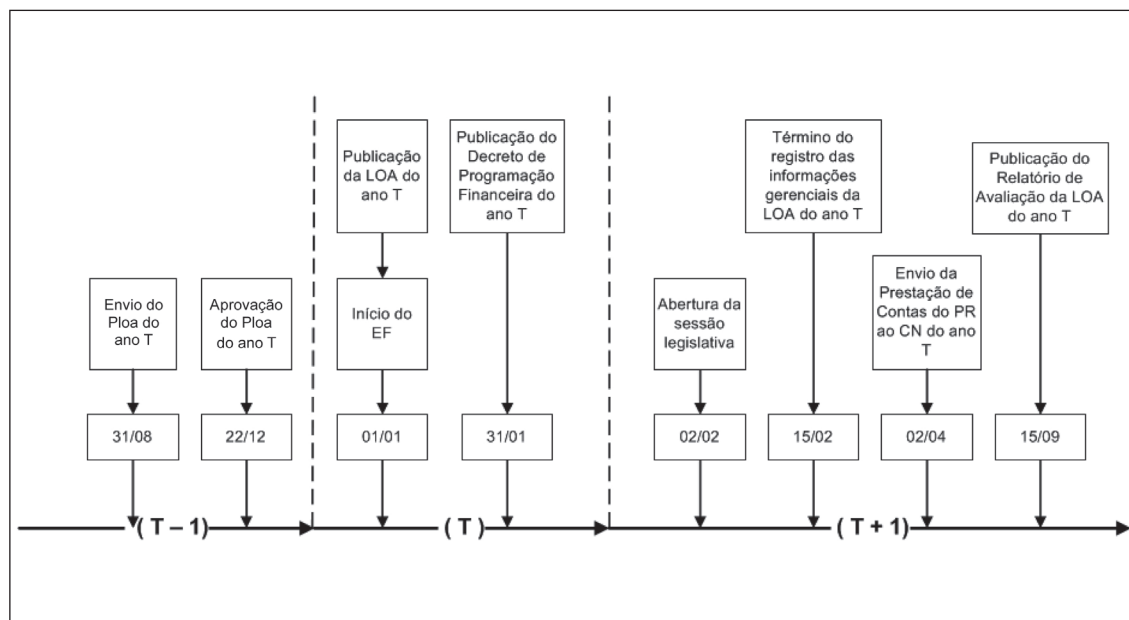 Publicação
da LOA do
ano T
Publicação do
Decreto de
Programação
Financeira do
ano T
Término do
registro das
informações
gerenciais da
LOA do ano T
Publicação do
Relatório de
Avaliação da LOA
do ano T
Envio do
Ploa do
ano T
Aprovação
do Ploa
do ano T
Início do
EF
Abertura da
sessão
legislativa
Envio da
Prestação de
Contas do PR
ao CN do ano
T
31/08
22/12
01/01
31/01
02/02
15/02
02/04
15/09
( T – 1)
( T )
( T + 1)